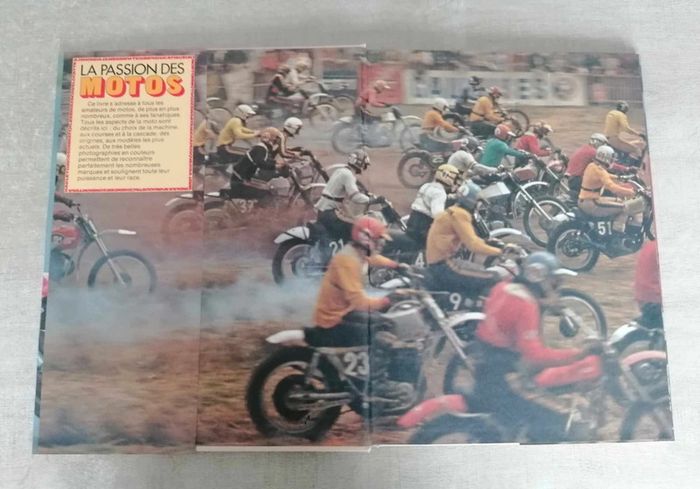 LA PASSION DES
MOTOS
Ce livre s'adresse à tous les
amateurs de motos, de plus en plus
nombreux, comme à ses fanatiques.
Tous les aspects de la moto sont
décrits ici : du choix de la machine,
aux courses et à la cascade, des
origines, aux modèles les plus
actuels. De très belles
photographies en couleurs
permettent de reconnaître
parfaitement les nombreuses
marques et soulignent toute leur
puissance et leur race.
37
21
4
51
9
23